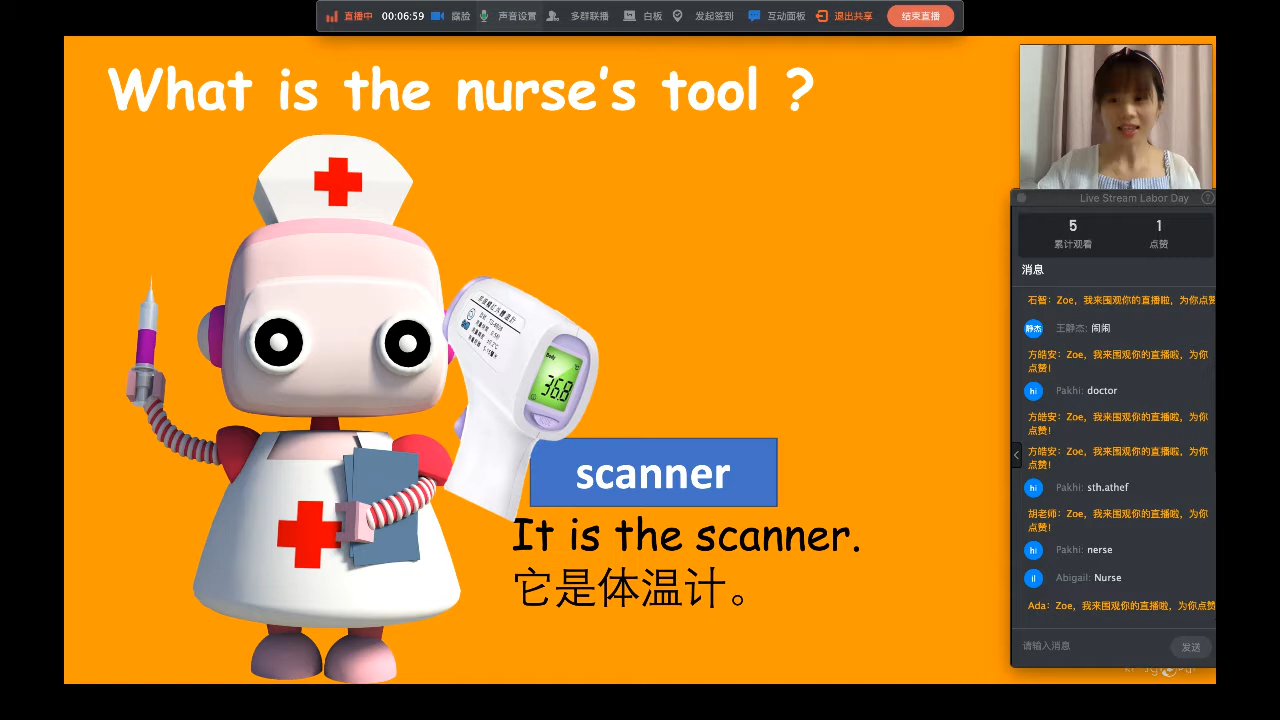 直播中 00:06:59 露脸 声音设置 多群联播 白板 发起签到 互动面板 退出共享 结束直播
What is the nurse's tool ?
Live Stream Labor Day ?
5 1
累计观看 点赞
消息
石皙：Zoe，我来围观你的直播啦，为你点赞
静杰 王静杰: 闹闹
方皓安：Zoe，我来围观你的直播啦，为你
点赞！
hi Pakhi: doctor
方皓安：Zoe，我来围观你的直播啦，为你
点赞！
方皓安：Zoe，我来围观你的直播啦，为你
点赞！
hi Pakhi: sth.athef
胡老师：Zoe，我来围观你的直播啦，为你
点赞！
hi Pakhi: nerse
il Abigail: Nurse
Ada：Zoe，我来围观你的直播啦，为你点赞
请输入消息 发送
Body
36.8
scanner
It is the scanner.
它是体温计。